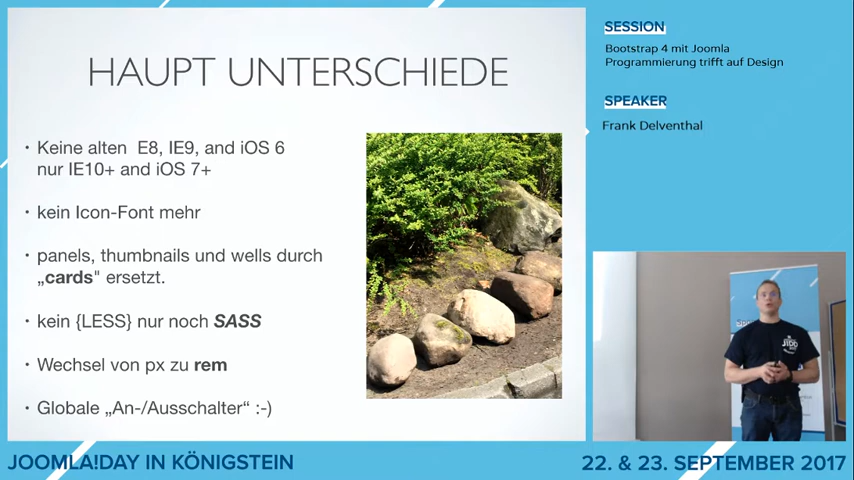 HAUPT UNTERSCHIEDE
Keine alten E8, IE9, and iOS 6
nur IE10+ and iOS 7+
kein Icon-Font mehr
panels, thumbnails und wells durch
„cards" ersetzt.
kein {LESS} nur noch SASS
Wechsel von px zu rem
Globale „An-/Ausschalter“ :-)
SESSION
Bootstrap 4 mit Joomla
Programmierung trifft auf Design
SPEAKER
Frank Delventhal
JOOMLA!DAY IN KÖNIGSTEIN
22. & 23. SEPTEMBER 2017